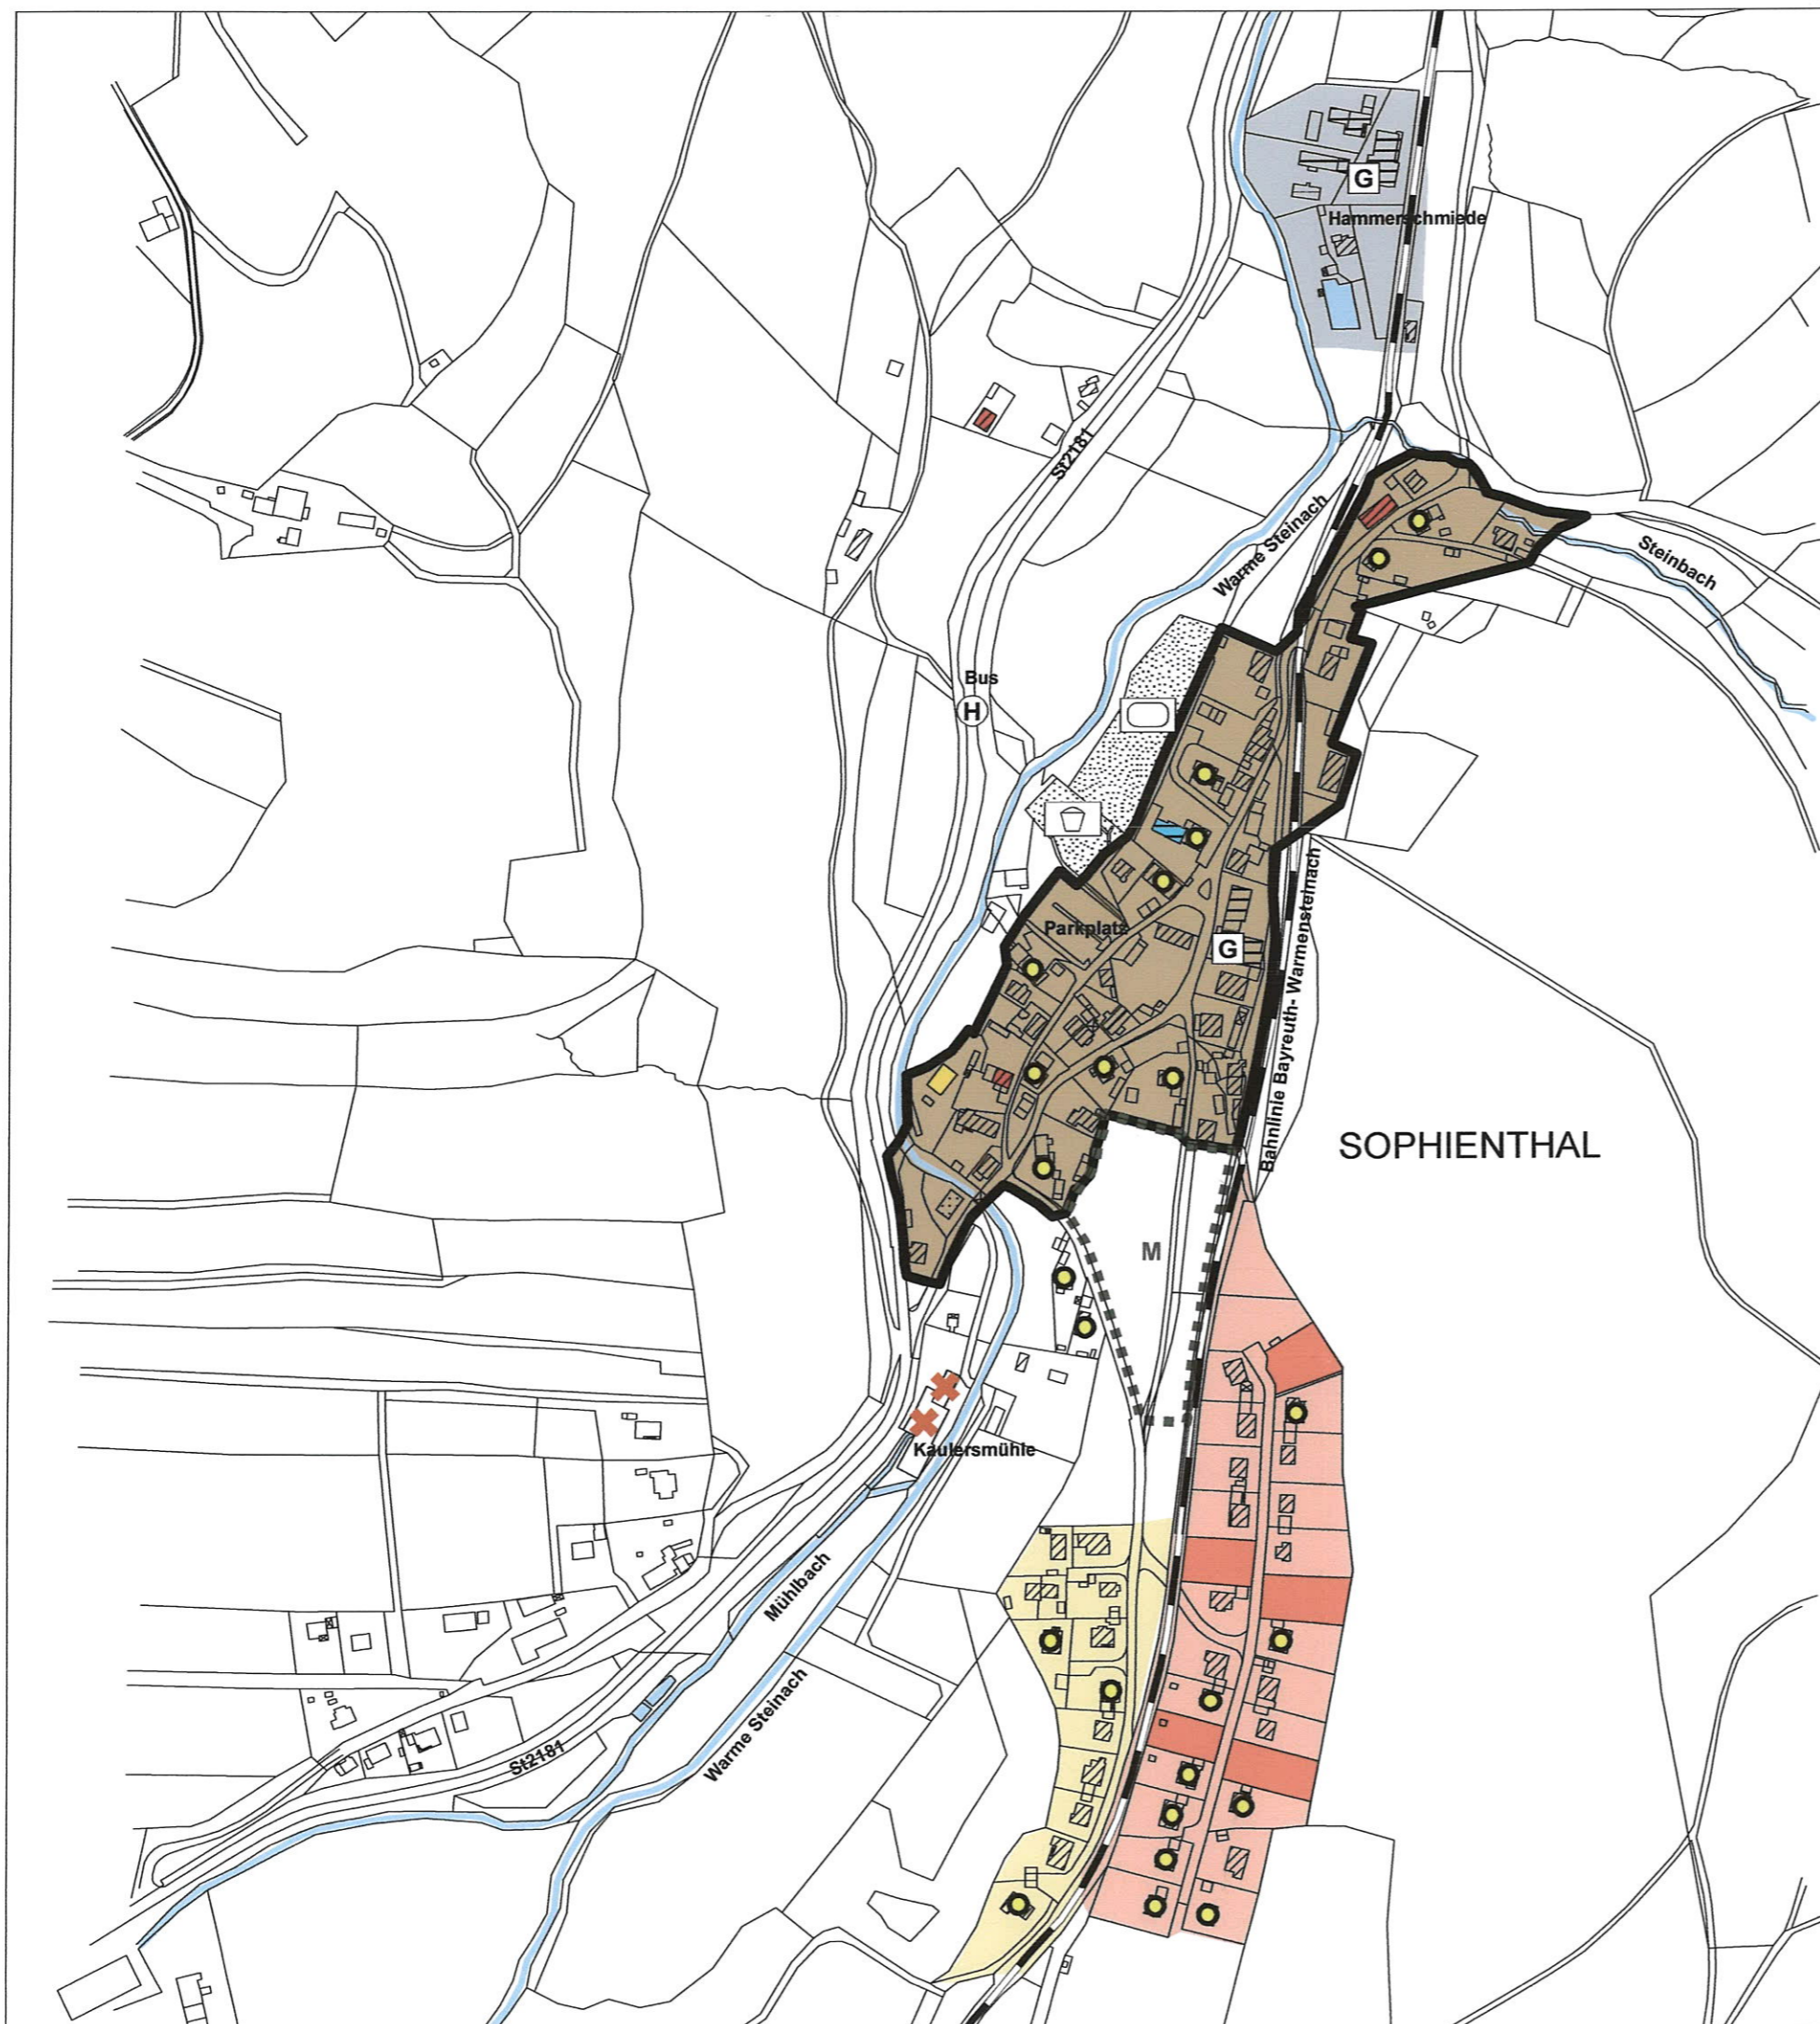 G
Hammerschmiede
St2181
Warme Steinach
Steinbach
Bus
H
Parkplatz
G
Bahnlinie Bayreuth- Warmensteinach
SOPHIENTHAL
M
Kaulersmühle
Mühlbach
Warme Steinach
St2181